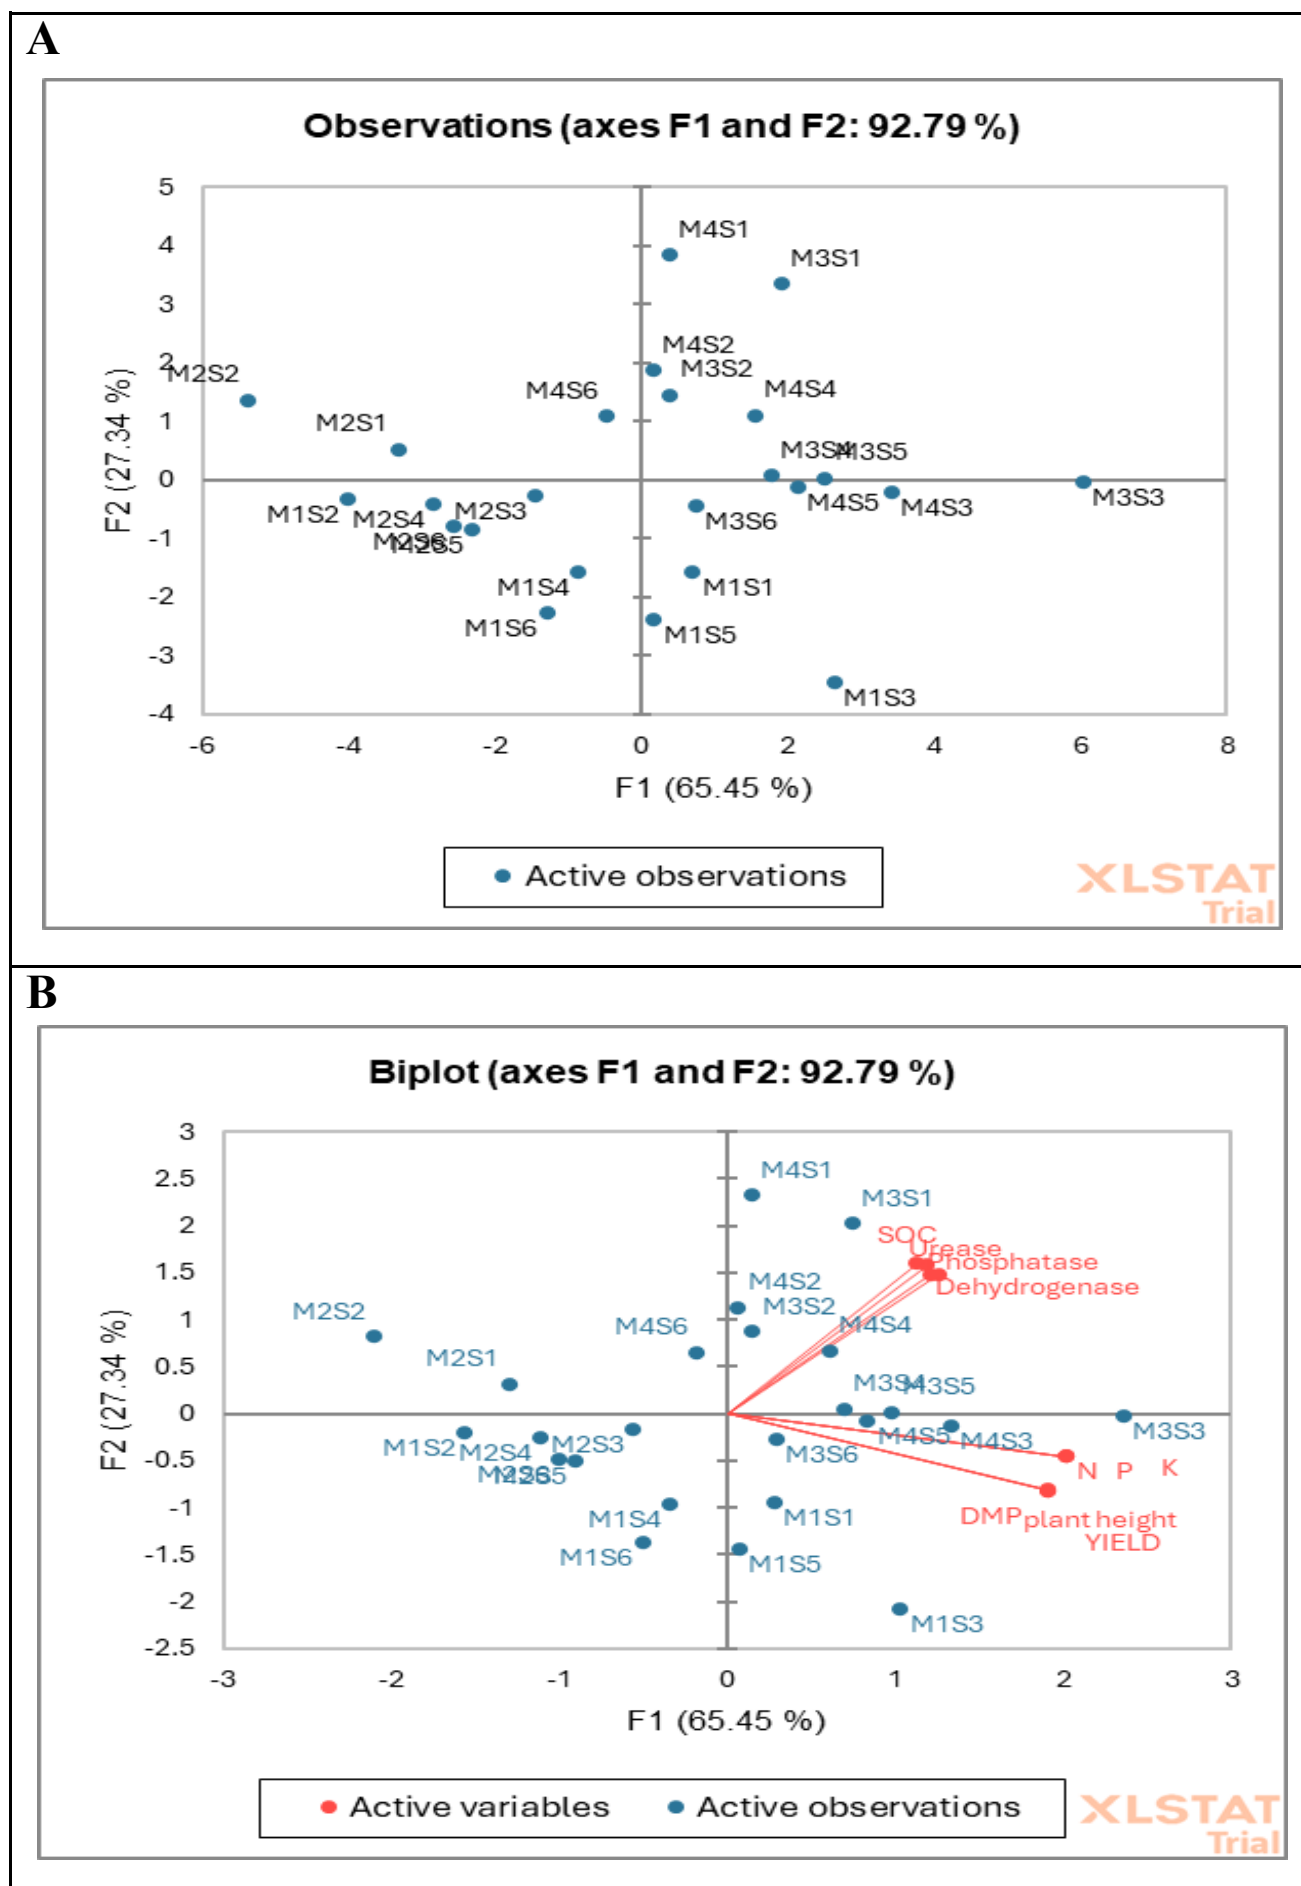 A
Observations (axes F1 and F2: 92.79 %)
5
4
3
2
1
0
-1
-2
-3
-4
F2 (27.34 %)
M4S1
M3S1
M4S2
M3S2
M2S2
M4S6
M4S4
M2S1
M3S4
M3S5
M1S2
M2S4
M2S3
M4S5
M4S3
M3S3
M3S6
M2S6
M2S5
M1S4
M1S1
M1S6
M1S5
M1S3
-6 -4 -2 0 2 4 6 8
F1 (65.45 %)
Active observations
XLSTAT
Trial
B
Biplot (axes F1 and F2: 92.79 %)
3
2.5
2
1.5
1
0.5
0
-0.5
-1
-1.5
-2
-2.5
F2 (27.34 %)
M4S1
M3S1
SOC
Urease
Phosphatase
Dehydrogenase
M4S2
M3S2
M2S2
M4S6
M4S4
M2S1
M3S4
M3S5
M1S2
M2S4
M2S3
M4S5
M4S3
M3S3
M3S6
N P K
M2S6
M2S5
M1S4
M1S1
DMP
plant height
YIELD
M1S6
M1S5
M1S3
-3 -2 -1 0 1 2 3
F1 (65.45 %)
Active variables Active observations
XLSTAT
Trial